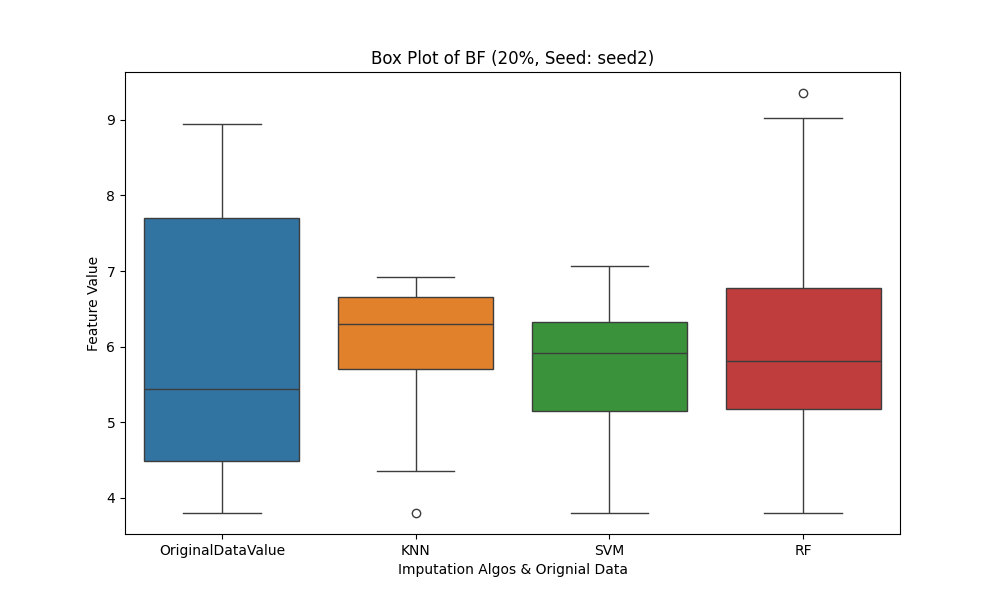 Box Plot of BF (20%, Seed: seed2)
Feature Value
9
8
7
6
5
4
OriginalDataValue
KNN
SVM
RF
Imputation Algos & Orignial Data